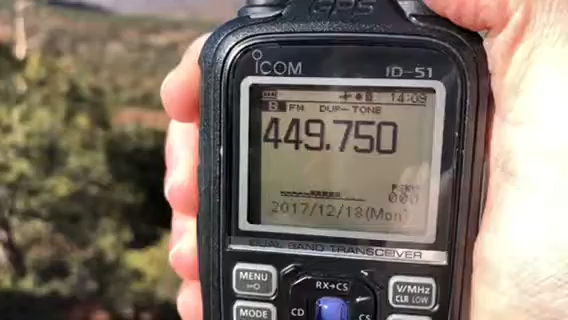 GPS
ICOM ID-51
14:09
B FM DUP-TONE
449.750
000
2017/12/18(Mon)
DUAL BAND TRANSCEIVER
MENU
RX→CS
V/MHz
CLR LOW
MODE
CD
CS